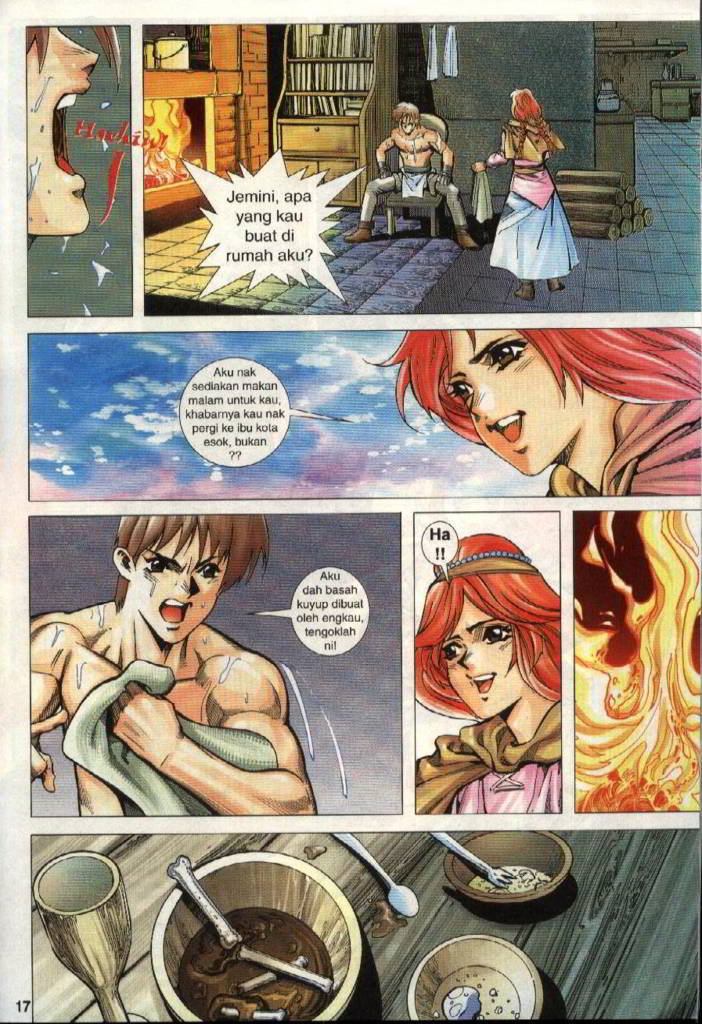 Hachin!
Jemini, apa
yang kau
buat di
rumah aku?
Aku nak
sediakan makan
malam untuk kau,
khabarnya kau nak
pergi ke ibu kota
esok, bukan
??
Aku
dah basah
kuyup dibuat
oleh engkau,
tengoklah
ni!
Ha
!!
17